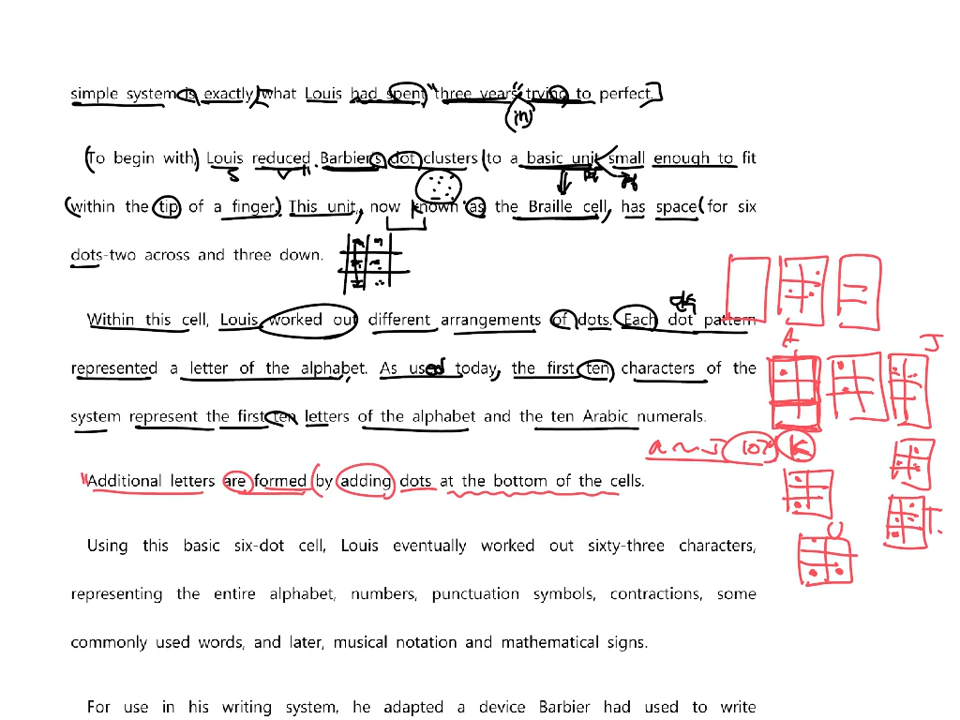 simple system is exactly what Louis had spent three years trying to perfect.
(in)
To begin with Louis reduced Barbier's dot clusters to a basic unit small enough to fit
S V
within the tip of a finger. This unit, now known as the Braille cell, has space for six
dots-two across and three down.
Within this cell, Louis worked out different arrangements of dots. Each dot pattern
A J
represented a letter of the alphabet. As used today, the first ten characters of the
system represent the first ten letters of the alphabet and the ten Arabic numerals.
a ~ J 10개 K
Additional letters are formed by adding dots at the bottom of the cells.
T.
U
Using this basic six-dot cell, Louis eventually worked out sixty-three characters,
representing the entire alphabet, numbers, punctuation symbols, contractions, some
commonly used words, and later, musical notation and mathematical signs.
For use in his writing system, he adapted a device Barbier had used to write